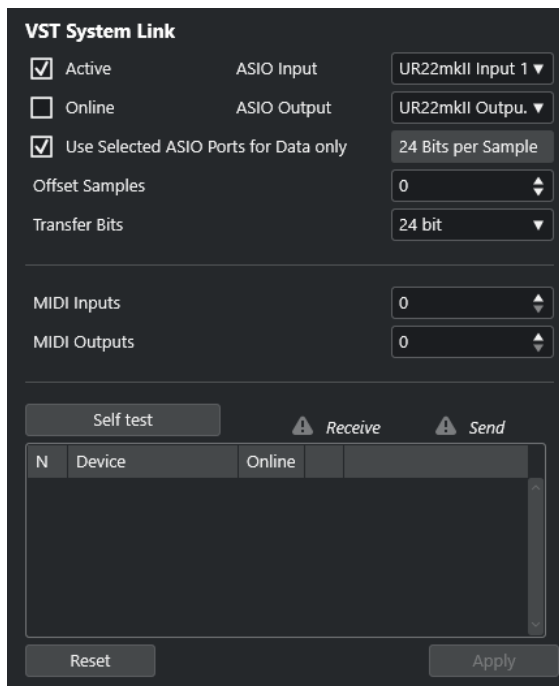 VST System Link
Active ASIO Input UR22mkII Input 1
Online ASIO Output UR22mkII Outpu.
Use Selected ASIO Ports for Data only 24 Bits per Sample
Offset Samples 0
Transfer Bits 24 bit
MIDI Inputs 0
MIDI Outputs 0
Self test Receive Send
N Device Online
Reset Apply